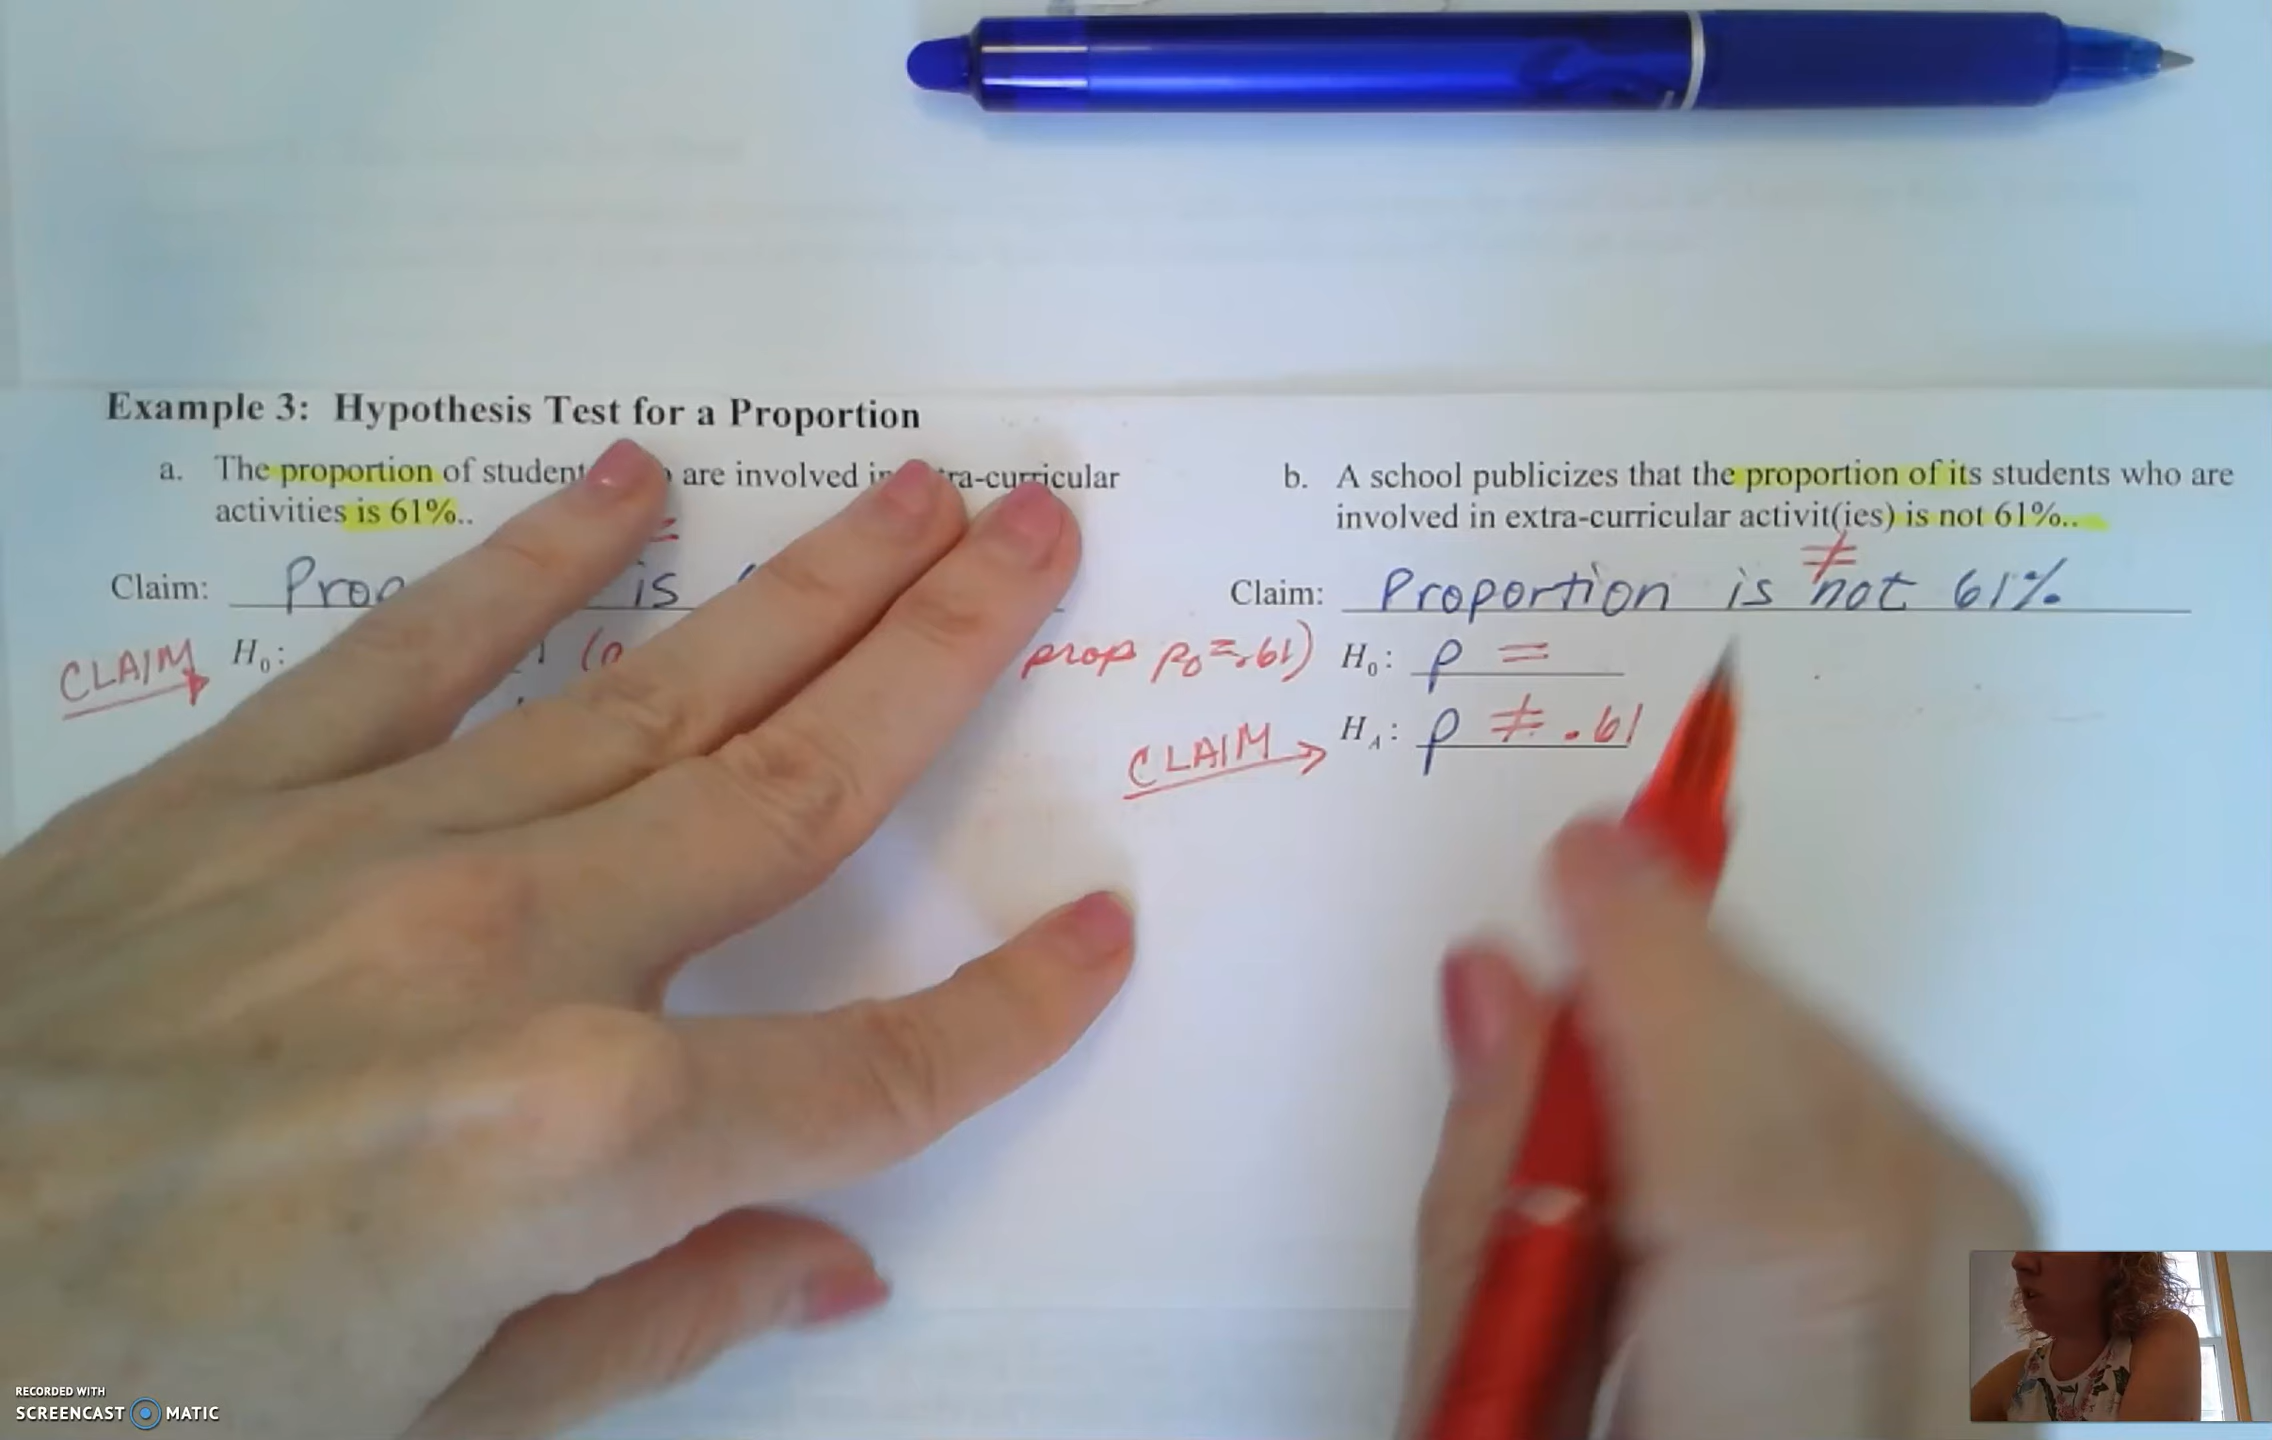 Example 3: Hypothesis Test for a Proportion
a. The proportion of student are involved in ra-curricular
activities is 61%..
=
Claim: Prop is
CLAIM H₀: prop p₀ = .61)
b. A school publicizes that the proportion of its students who are
involved in extra-curricular activit(ies) is not 61%..
≠
Claim: Proportion is not 61%
H₀: p =
CLAIM → H_A: p ≠ .61
RECORDED WITH
SCREENCAST MATIC